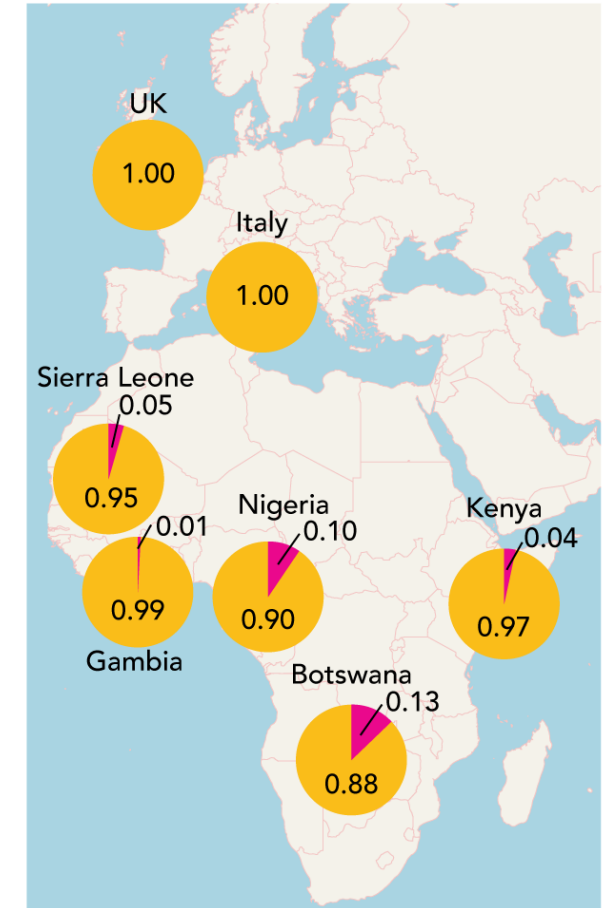 UK
1.00
Italy
1.00
Sierra Leone
0.05
0.95
0.01
0.99
Gambia
Nigeria
0.10
0.90
Kenya
0.04
0.97
Botswana
0.13
0.88